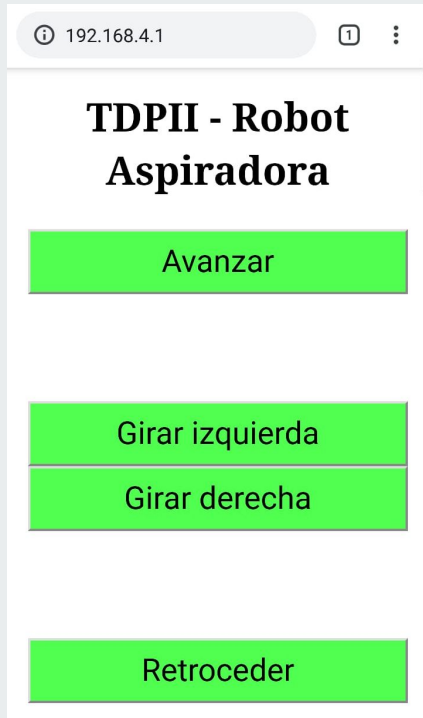 192.168.4.1
1
TDPII - Robot
Aspiradora
Avanzar
Girar izquierda
Girar derecha
Retroceder